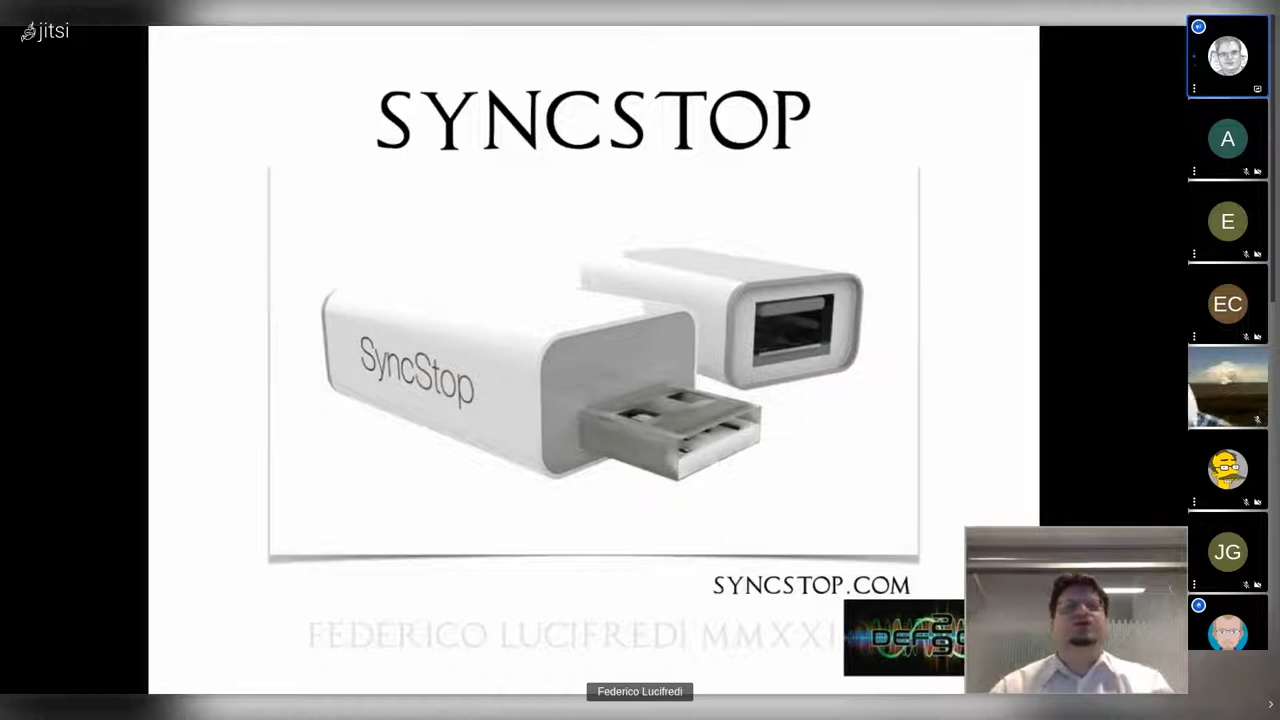 jitsi
SYNCSTOP
SyncStop
SYNCSTOP.COM
FEDERICO LUCIFREDI MMXXI
A
E
EC
JG
Federico Lucifredi